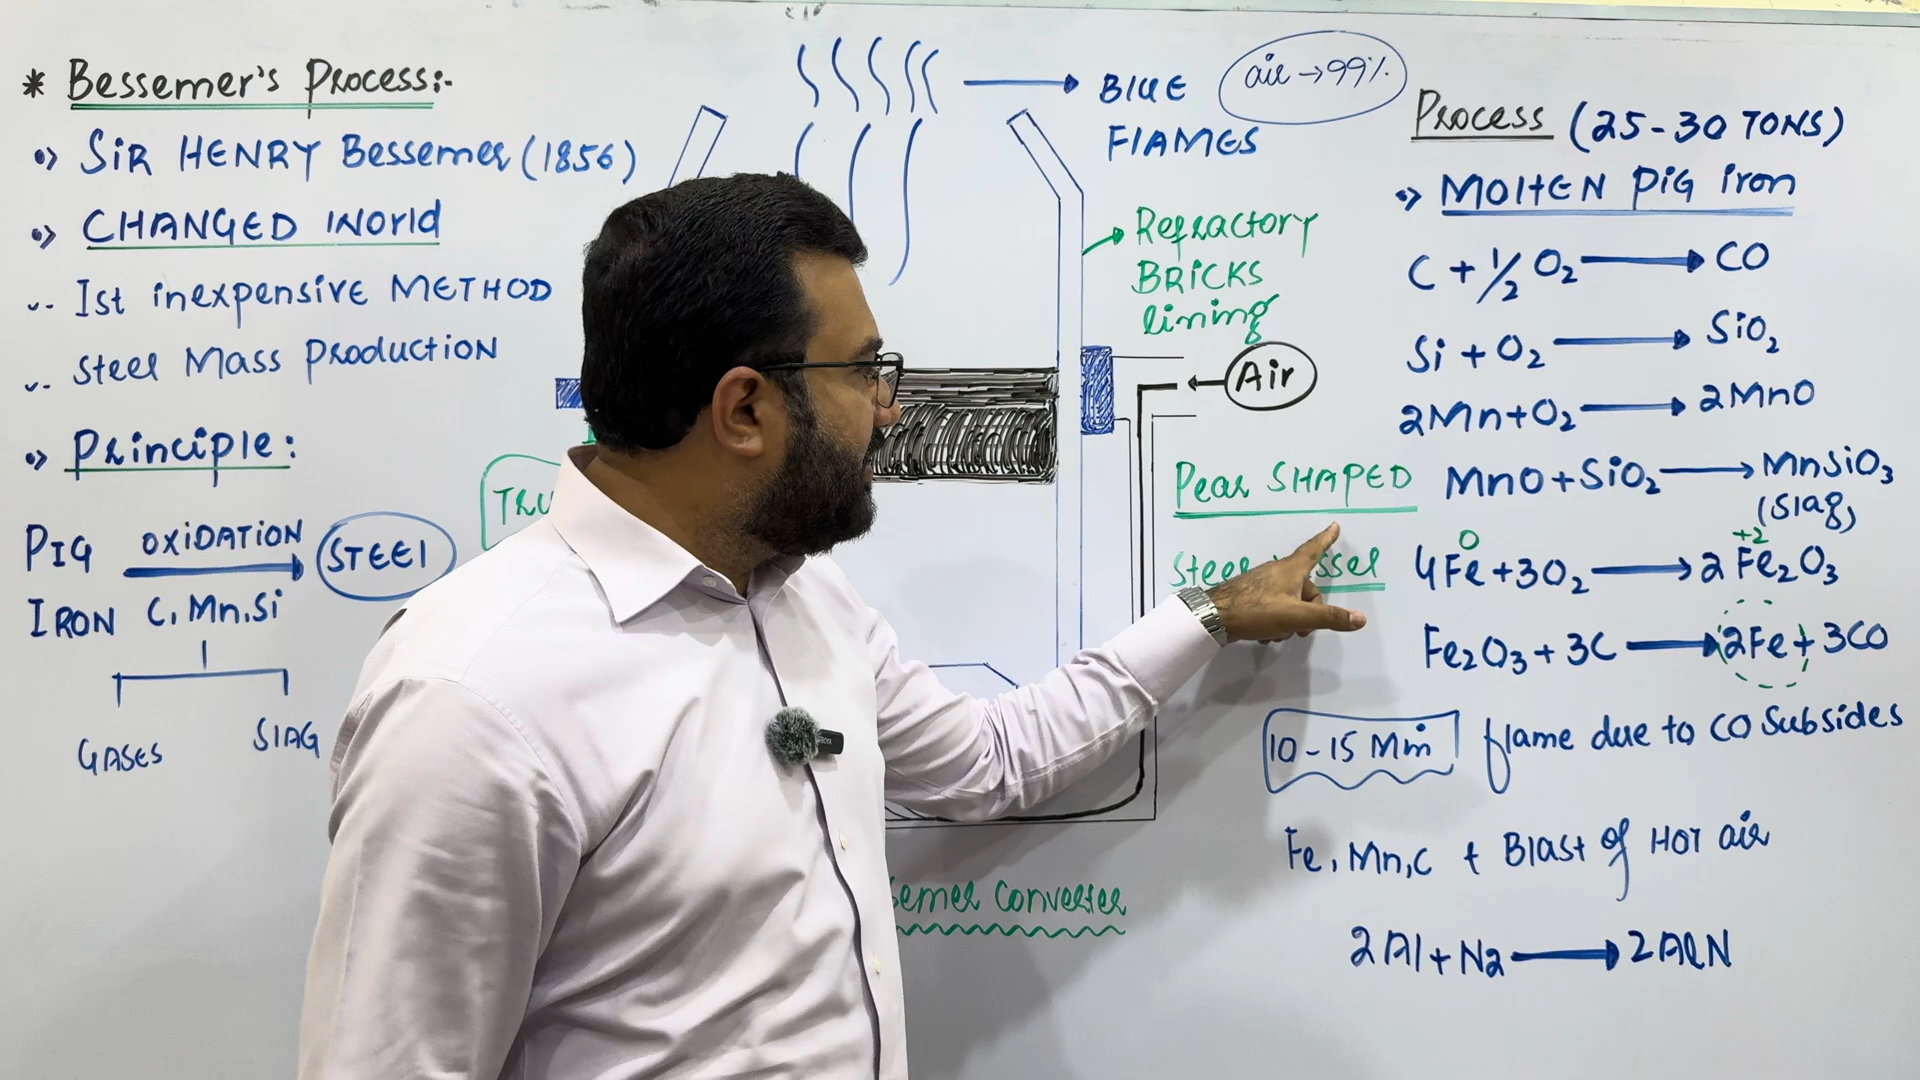 * Bessemer's Process:-
SiR HENRY Bessemer (1856)
CHANGED World
Ist inexpensive METHOD
Steel Mass Production
Principle:
PIG OXiDATION STEEl
IRON C, Mn, Si
GASES SlAG
BlUE
FlAMES
air → 99%
Refractory
BRICKS
lining
Air
TRU
Pear SHAPED
Steel
semer Converter
Process (25-30 TONS)
MOltEN PiG iron
C + 1/2 O2 → CO
Si + O2 → SiO2
2Mn + O2 → 2MnO
MnO + SiO2 → MnSiO3
(Slag)
0 +2
4Fe + 3O2 → 2Fe2O3
Fe2O3 + 3C → 2Fe + 3CO
10-15 Min flame due to CO Subsides
Fe, Mn, C + Blast of HOT air
2Al + N2 → 2AlN